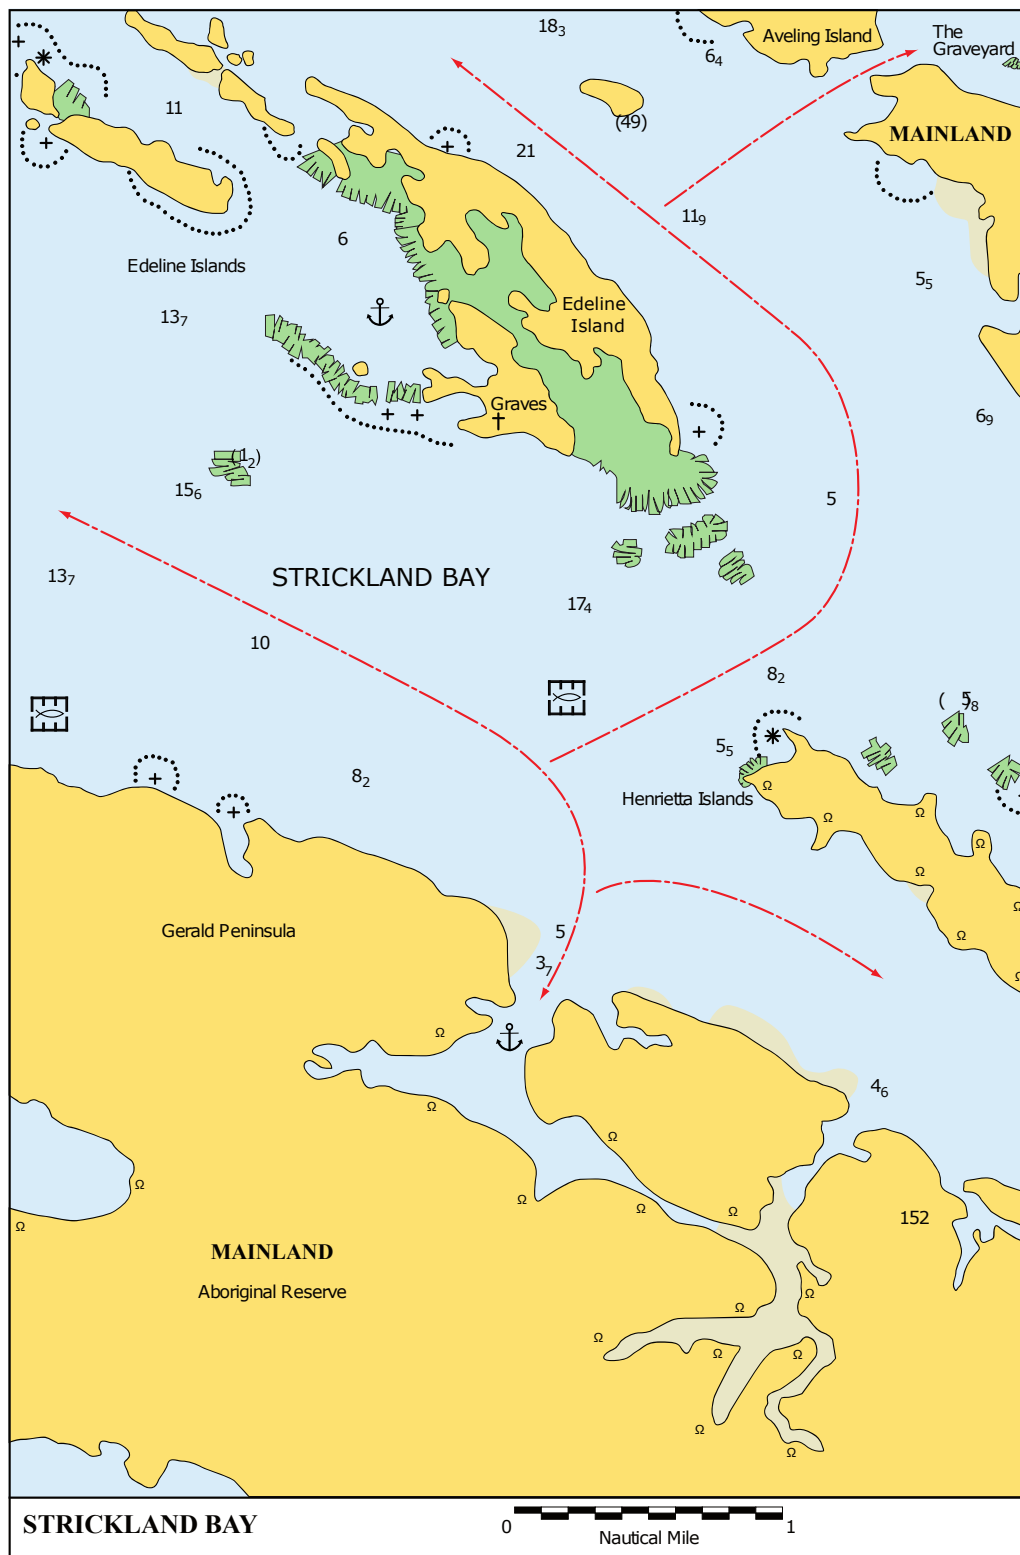 18₃
Aveling Island
The
Graveyard
6₄
11
(49)
MAINLAND
21
11₉
6
Edeline Islands
5₅
13₇
Edeline
Island
Graves
6₉
(1₂)
15₆
5
13₇
STRICKLAND BAY
17₄
10
8₂
( 5₈)
5₅
8₂
Henrietta Islands
Gerald Peninsula
5
3₇
4₆
152
MAINLAND
Aboriginal Reserve
STRICKLAND BAY
0
1
Nautical Mile